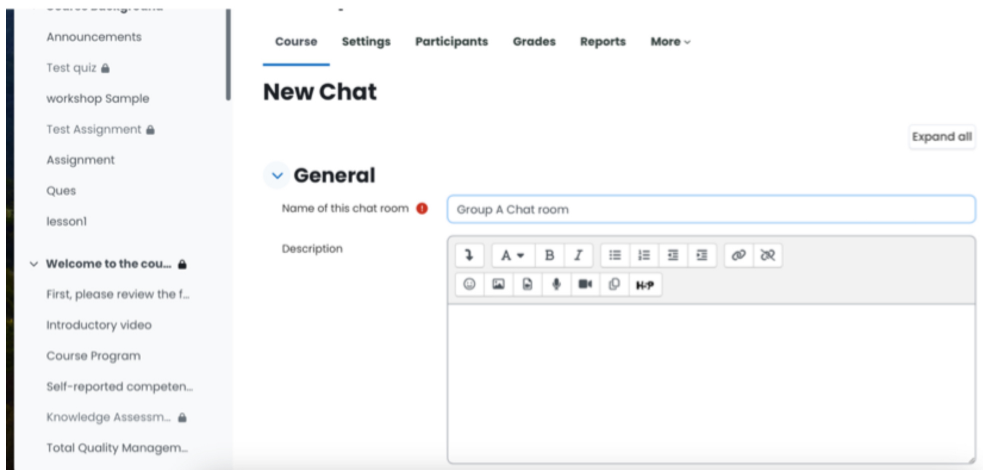 Announcements
Test quiz
workshop Sample
Test Assignment
Assignment
Ques
lesson1
Welcome to the cou...
First, please review the f...
Introductory video
Course Program
Self-reported competen...
Knowledge Assessm...
Total Quality Managem...
Course Settings Participants Grades Reports More
New Chat
Expand all
General
Name of this chat room
Group A Chat room
Description
A B I
H5P